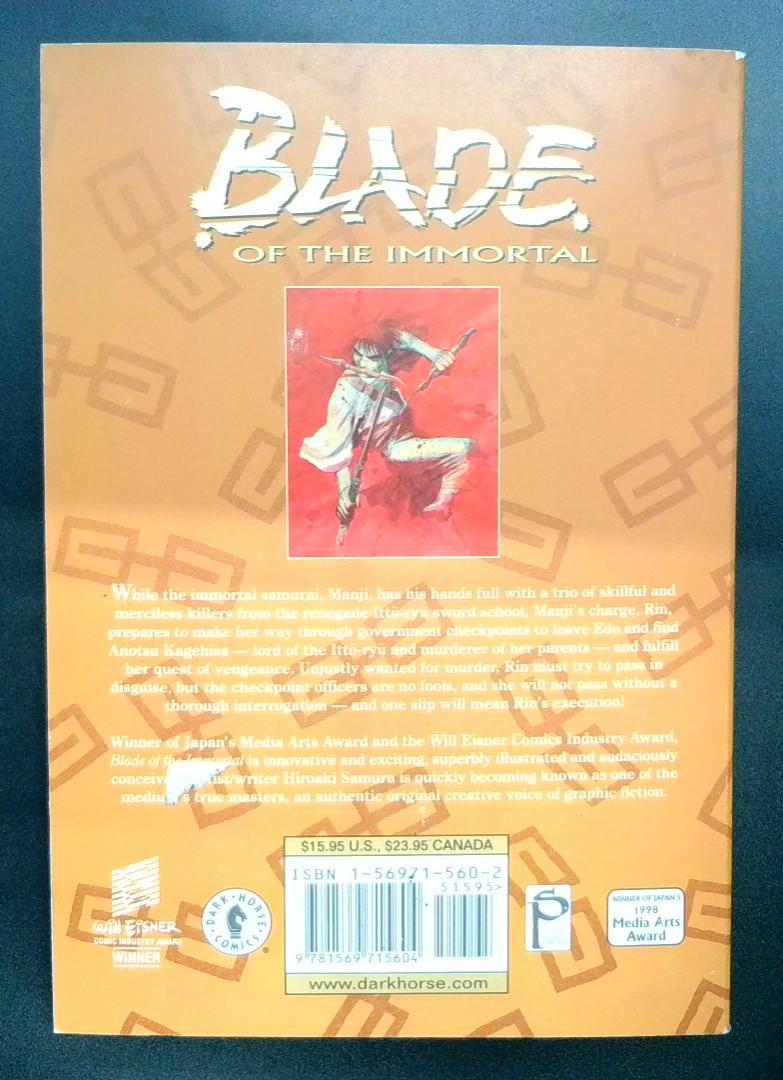 BLADE
OF THE IMMORTAL
While the immortal samurai, Manji, has his hands full with a trio of skillful and
merciless killers from the renegade Ittō-ryū sword school, Manji's charge, Rin,
prepares to make her way through government checkpoints to leave Edo and find
Anotsu Kagehisa — lord of the Ittō-ryū and murderer of her parents — and fulfill
her quest of vengeance. Unjustly wanted for murder, Rin must try to pass in
disguise, but the checkpoint officers are no fools, and she will not pass without a
thorough interrogation — and one slip will mean Rin's execution!
Winner of Japan's Media Arts Award and the Will Eisner Comics Industry Award,
Blade of the Immortal is innovative and exciting, superbly illustrated and audaciously
Hiroaki Samura is quickly becoming known as one of the
true masters, an authentic original creative voice of graphic fiction.
$15.95 U.S., $23.95 CANADA
ISBN 1-56971-560-2
51595>
9 781569 715604
www.darkhorse.com
Will EISNER
COMIC INDUSTRY AWARD
WINNER
DARK HORSE
COMICS
S
P
WINNER OF JAPAN'S
1998
Media Arts
Award